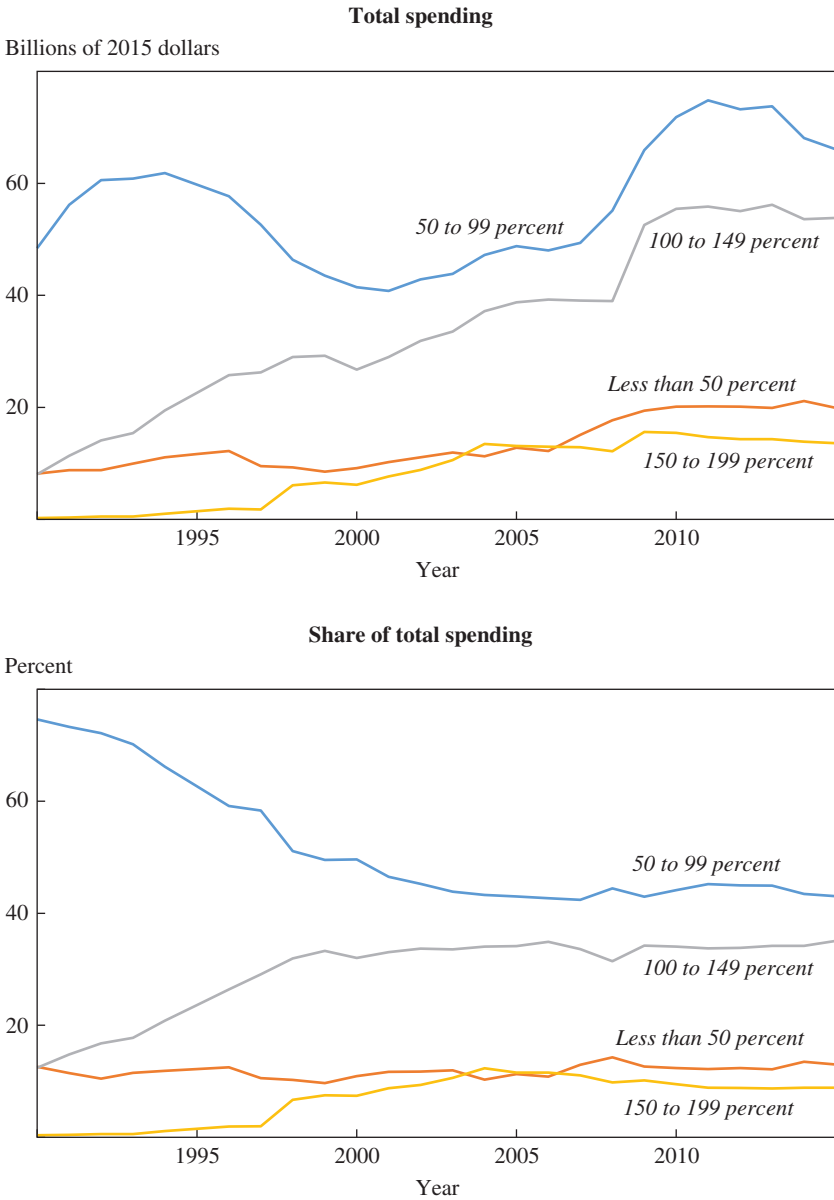 Total spending
Billions of 2015 dollars
60
50 to 99 percent
100 to 149 percent
40
Less than 50 percent
20
150 to 199 percent
1995 2000 2005 2010
Year
Share of total spending
Percent
60
50 to 99 percent
40
100 to 149 percent
20
Less than 50 percent
150 to 199 percent
1995 2000 2005 2010
Year